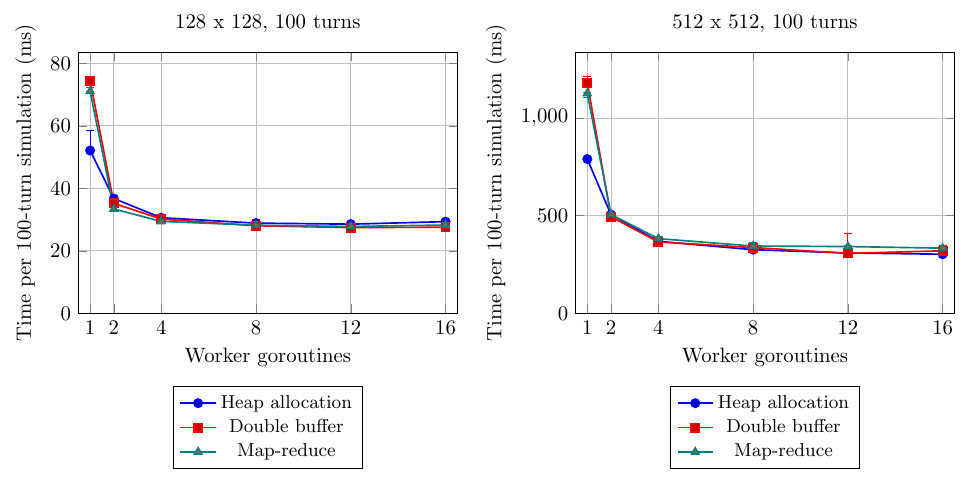 128 x 128, 100 turns
Time per 100-turn simulation (ms)
80
60
40
20
0
1 2 4 8 12 16
Worker goroutines
Heap allocation
Double buffer
Map-reduce
512 x 512, 100 turns
Time per 100-turn simulation (ms)
1,000
500
0
1 2 4 8 12 16
Worker goroutines
Heap allocation
Double buffer
Map-reduce